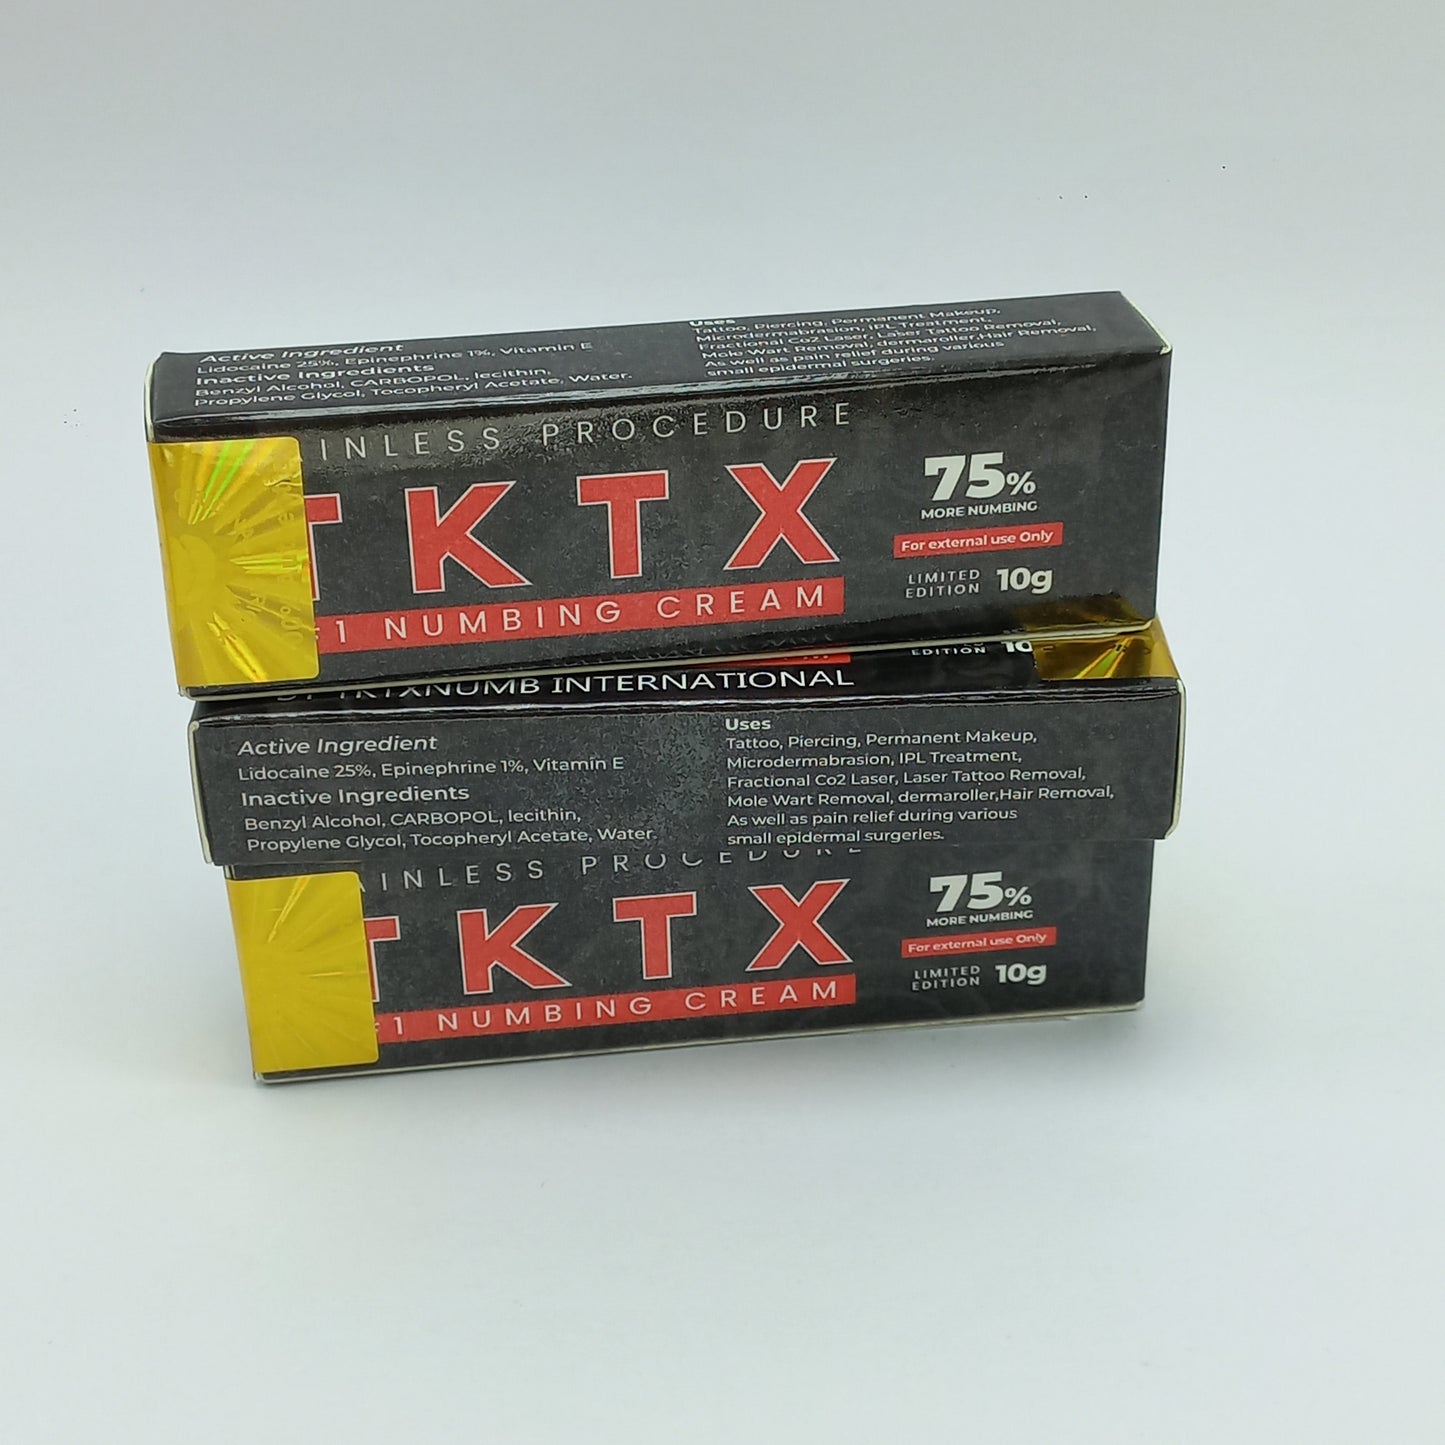 Active Ingredient
Lidocaine 25%, Epinephrine 1%, Vitamin E
Inactive Ingredients
Benzyl Alcohol, CARBOPOL, lecithin,
Propylene Glycol, Tocopheryl Acetate, Water.
Uses
Tattoo, Piercing, Permanent Makeup,
Microdermabrasion, IPL Treatment,
Fractional Co2 Laser, Laser Tattoo Removal,
Mole Wart Removal, dermaroller,Hair Removal,
As well as pain relief during various
small epidermal surgeries.
INLESS PROCEDURE
TKTX
#1 NUMBING CREAM
75%
MORE NUMBING
For external use Only
LIMITED
EDITION
10g
EDITION 10
BY TKTXNUMB INTERNATIONAL
Active Ingredient
Lidocaine 25%, Epinephrine 1%, Vitamin E
Inactive Ingredients
Benzyl Alcohol, CARBOPOL, lecithin,
Propylene Glycol, Tocopheryl Acetate, Water.
Uses
Tattoo, Piercing, Permanent Makeup,
Microdermabrasion, IPL Treatment,
Fractional Co2 Laser, Laser Tattoo Removal,
Mole Wart Removal, dermaroller,Hair Removal,
As well as pain relief during various
small epidermal surgeries.
AINLESS PROCEDURE
TKTX
#1 NUMBING CREAM
75%
MORE NUMBING
For external use Only
LIMITED
EDITION
10g